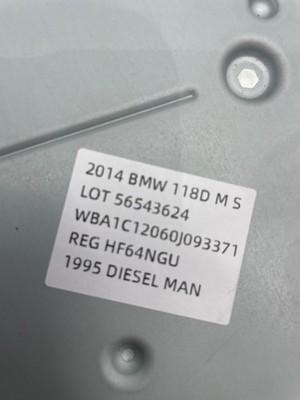 2014 BMW 118D M S
LOT 56543624
WBA1C12060J093371
REG HF64NGU
1995 DIESEL MAN